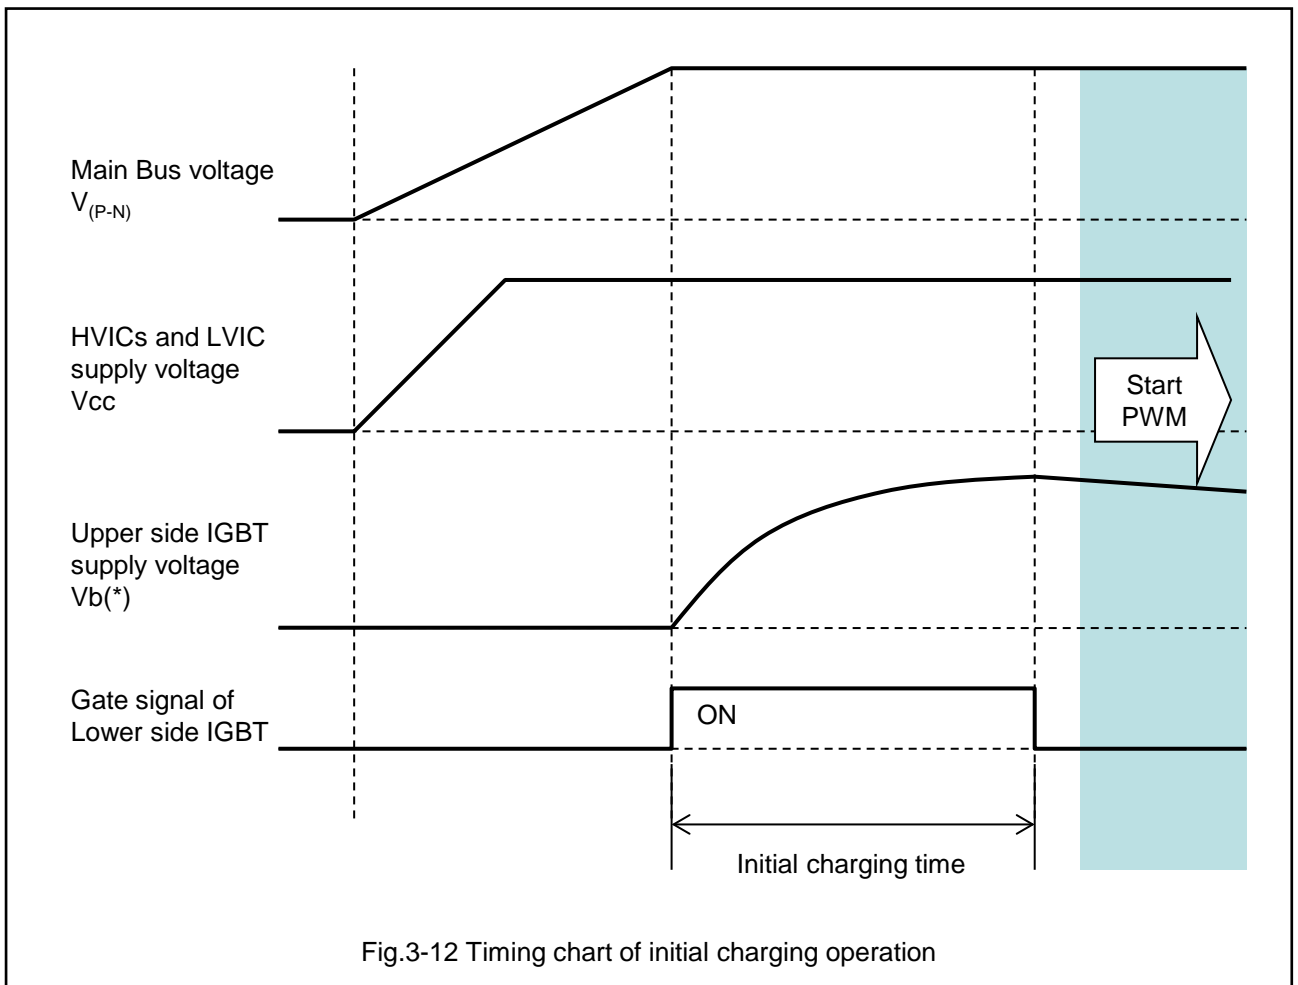 Main Bus voltage
V(P-N)
HVICs and LVIC
supply voltage
Vcc
Start
PWM
Upper side IGBT
supply voltage
Vb(*)
Gate signal of
Lower side IGBT
ON
Initial charging time
Fig.3-12 Timing chart of initial charging operation